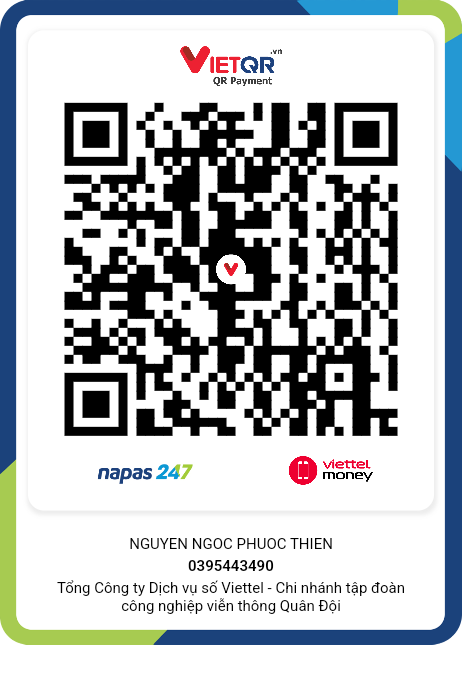 VIETQR.vn
QR Payment
napas 247
viettel
money
NGUYEN NGOC PHUOC THIEN
0395443490
Tổng Công ty Dịch vụ số Viettel - Chi nhánh tập đoàn
công nghiệp viễn thông Quân Đội